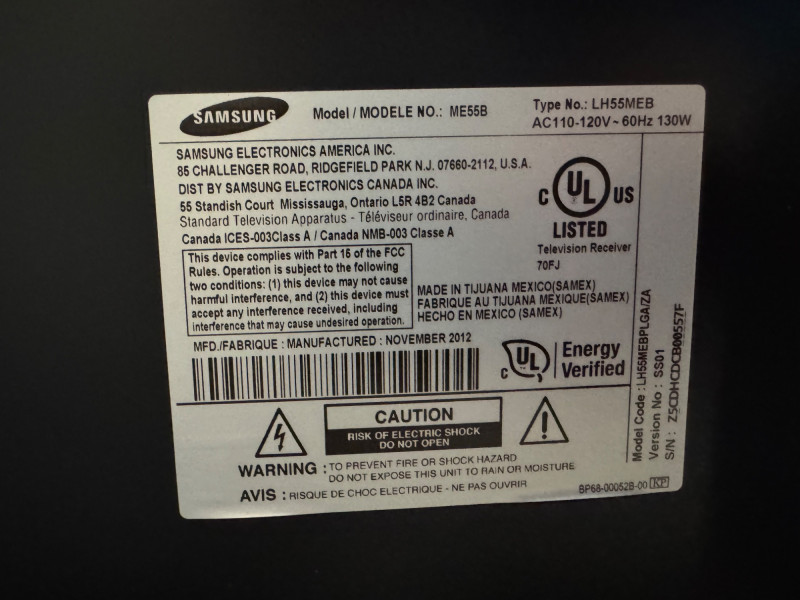 SAMSUNG Model / MODELE NO.: ME55B Type No.: LH55MEB
AC110-120V~60Hz 130W
SAMSUNG ELECTRONICS AMERICA INC.
85 CHALLENGER ROAD, RIDGEFIELD PARK N.J. 07660-2112, U.S.A.
DIST BY SAMSUNG ELECTRONICS CANADA INC.
55 Standish Court Mississauga, Ontario L5R 4B2 Canada
Standard Television Apparatus - Téléviseur ordinaire, Canada
Canada ICES-003Class A / Canada NMB-003 Classe A
C UL US
LISTED
Television Receiver
70FJ
This device complies with Part 16 of the FCC
Rules. Operation is subject to the following
two conditions: (1) this device may not cause
harmful interference, and (2) this device must
accept any interference received, including
interference that may cause undesired operation.
MADE IN TIJUANA MEXICO(SAMEX)
FABRIQUE AU TIJUANA MEXIQUE(SAMEX)
HECHO EN MEXICO (SAMEX)
MFD./FABRIQUE : MANUFACTURED : NOVEMBER 2012
C UL Energy
Verified
CAUTION
RISK OF ELECTRIC SHOCK
DO NOT OPEN
WARNING : TO PREVENT FIRE OR SHOCK HAZARD
DO NOT EXPOSE THIS UNIT TO RAIN OR MOISTURE
AVIS : RISQUE DE CHOC ELECTRIQUE - NE PAS OUVRIR
BP68-00052B-00 KP
Model Code : LH55MEBPLGA/ZA
Version No : SS01
S/N : Z5CDHCDCB00557F